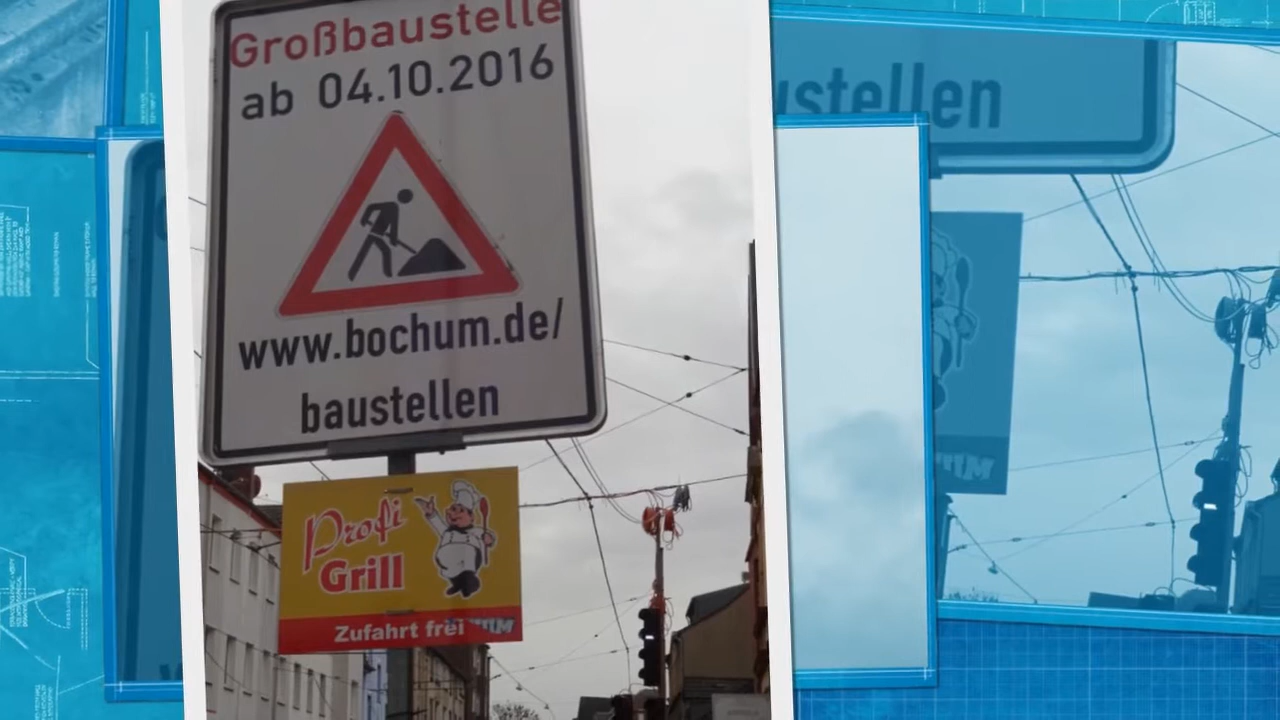 Großbaustelle
ab 04.10.2016
www.bochum.de/
baustellen
Profi
Grill
Zufahrt frei
ustellen